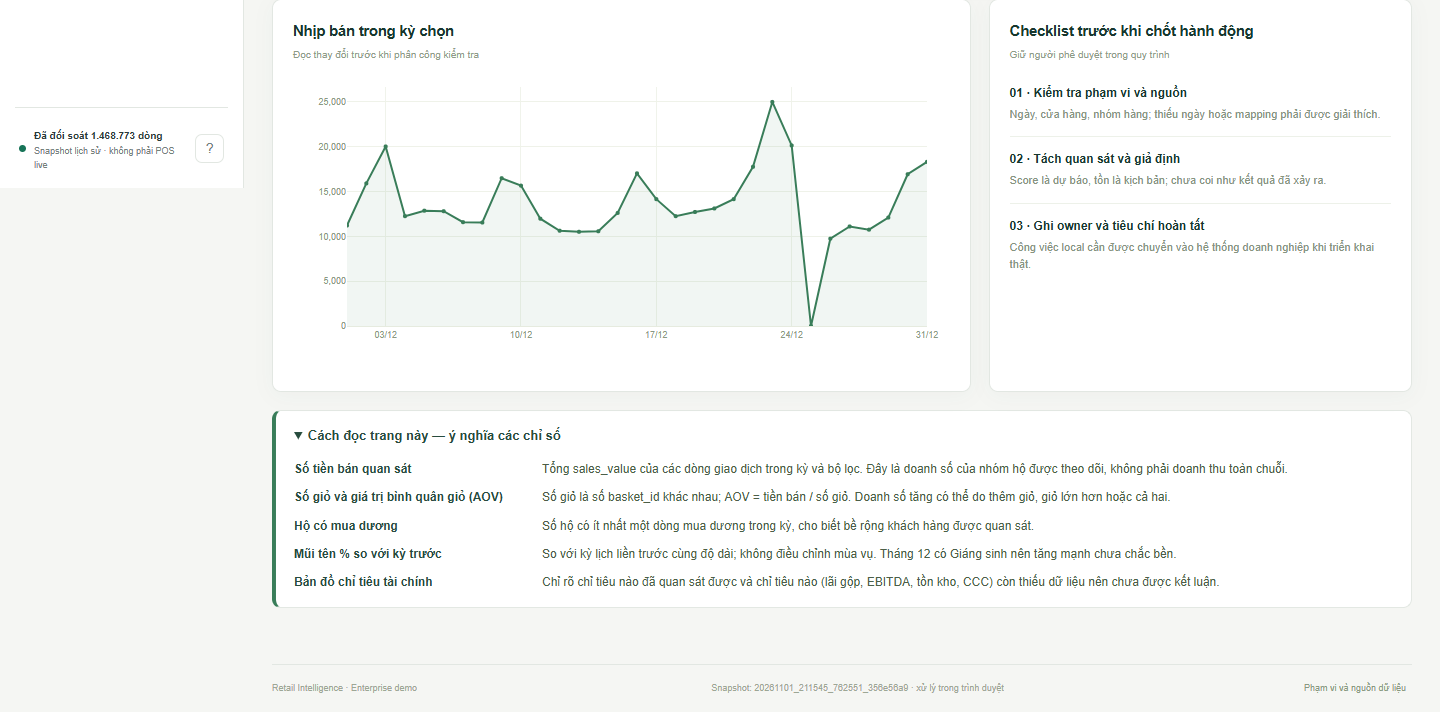 Đã đối soát 1.468.773 dòng
Snapshot lịch sử · không phải POS
live
?
Nhịp bán trong kỳ chọn
Đọc thay đổi trước khi phân công kiểm tra
25,000
20,000
15,000
10,000
5,000
0
03/12
10/12
17/12
24/12
31/12
Checklist trước khi chốt hành động
Giữ người phê duyệt trong quy trình
01 · Kiểm tra phạm vi và nguồn
Ngày, cửa hàng, nhóm hàng; thiếu ngày hoặc mapping phải được giải thích.
02 · Tách quan sát và giả định
Score là dự báo, tồn là kịch bản; chưa coi như kết quả đã xảy ra.
03 · Ghi owner và tiêu chí hoàn tất
Công việc local cần được chuyển vào hệ thống doanh nghiệp khi triển khai
thật.
▼ Cách đọc trang này — ý nghĩa các chỉ số
Số tiền bán quan sát
Tổng sales_value của các dòng giao dịch trong kỳ và bộ lọc. Đây là doanh số của nhóm hộ được theo dõi, không phải doanh thu toàn chuỗi.
Số giỏ và giá trị bình quân giỏ (AOV)
Số giỏ là số basket_id khác nhau; AOV = tiền bán / số giỏ. Doanh số tăng có thể do thêm giỏ, giỏ lớn hơn hoặc cả hai.
Hộ có mua dương
Số hộ có ít nhất một dòng mua dương trong kỳ, cho biết bề rộng khách hàng được quan sát.
Mũi tên % so với kỳ trước
So với kỳ lịch liền trước cùng độ dài; không điều chỉnh mùa vụ. Tháng 12 có Giáng sinh nên tăng mạnh chưa chắc bền.
Bản đồ chỉ tiêu tài chính
Chỉ rõ chỉ tiêu nào đã quan sát được và chỉ tiêu nào (lãi gộp, EBITDA, tồn kho, CCC) còn thiếu dữ liệu nên chưa được kết luận.
Retail Intelligence · Enterprise demo
Snapshot: 20261101_211545_762551_356e56a9 · xử lý trong trình duyệt
Phạm vi và nguồn dữ liệu